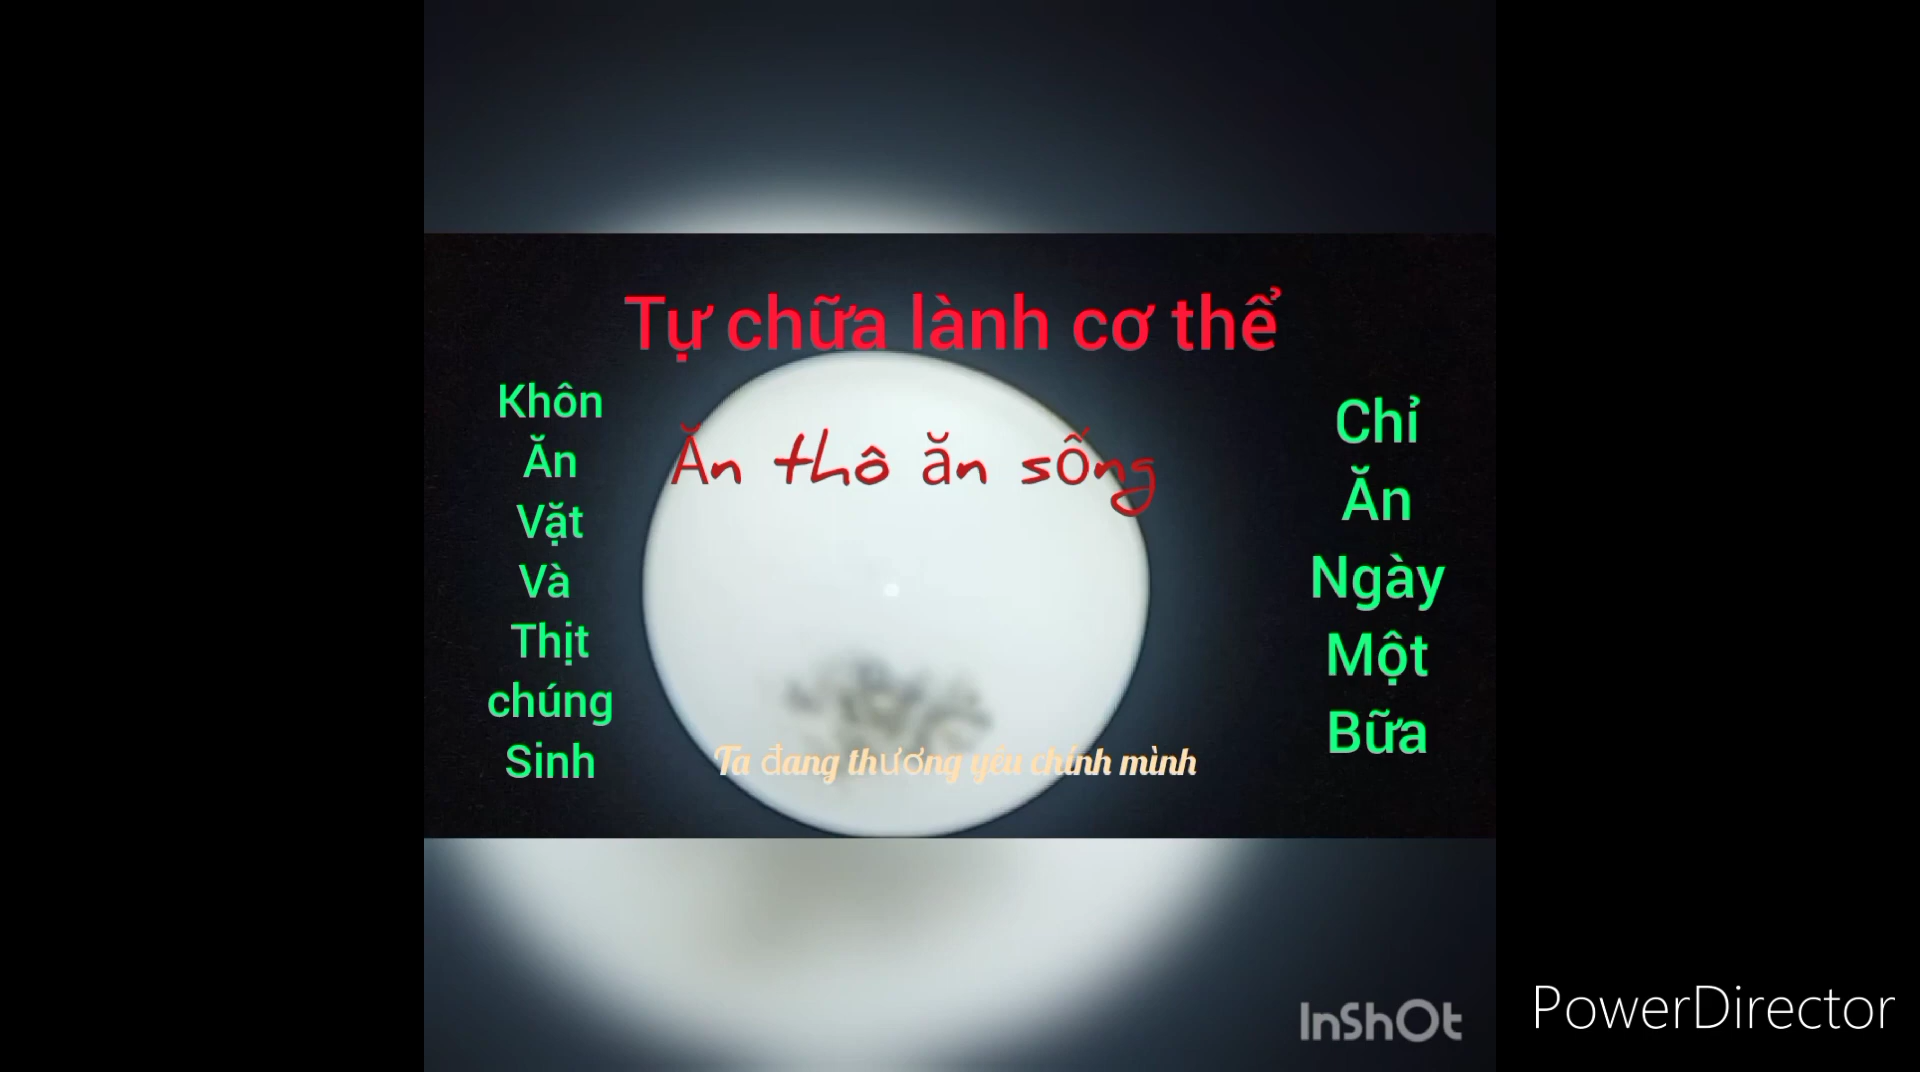 Tự chữa lành cơ thể
Khôn
Ăn
Vặt
Và
Thịt
chúng
Sinh
Ăn thô ăn sống
Ta đang thương yêu chính mình
Chỉ
Ăn
Ngày
Một
Bữa
InShOt
PowerDirector